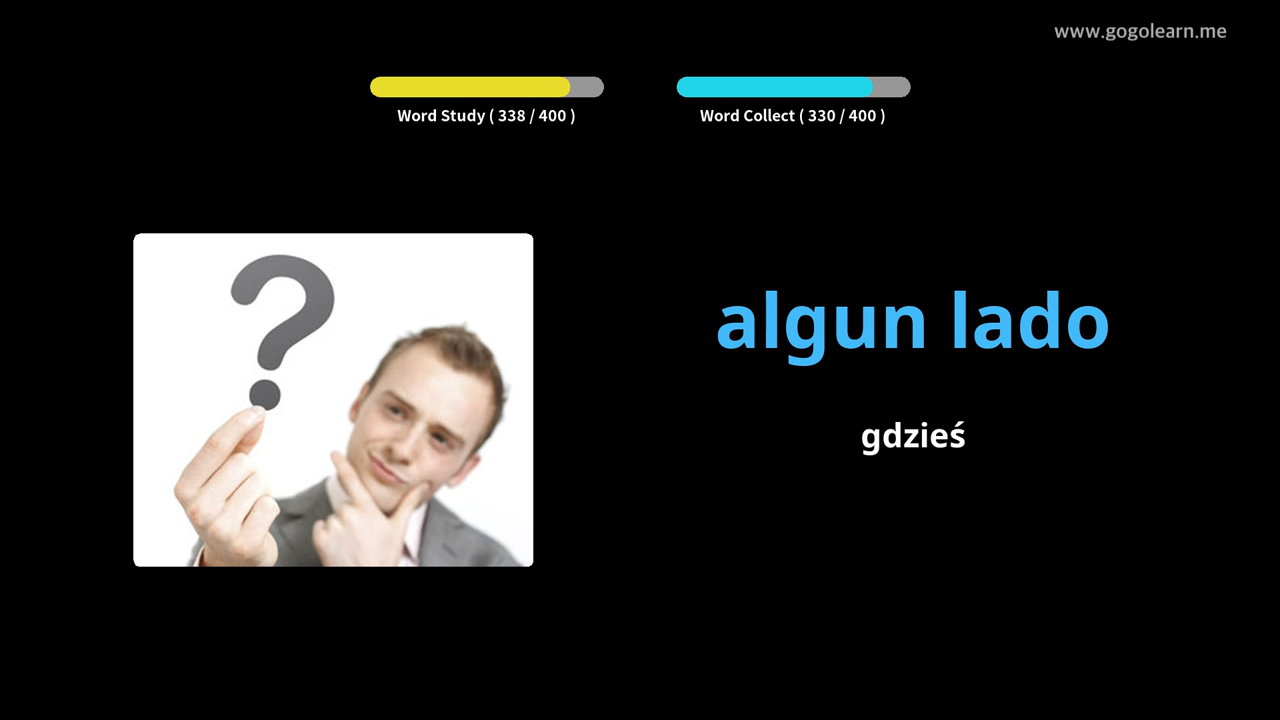 www.gogolearn.me
Word Study ( 338 / 400 )
Word Collect ( 330 / 400 )
?
algun lado
gdzieś